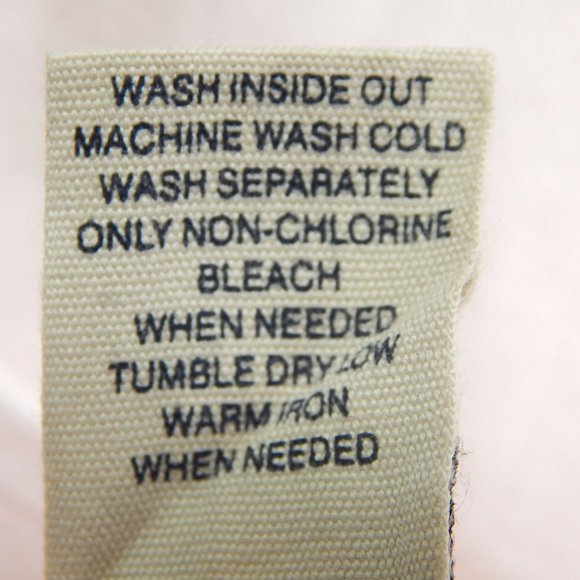 WASH INSIDE OUT
MACHINE WASH COLD
WASH SEPARATELY
ONLY NON-CHLORINE
BLEACH
WHEN NEEDED
TUMBLE DRY LOW
WARM IRON
WHEN NEEDED